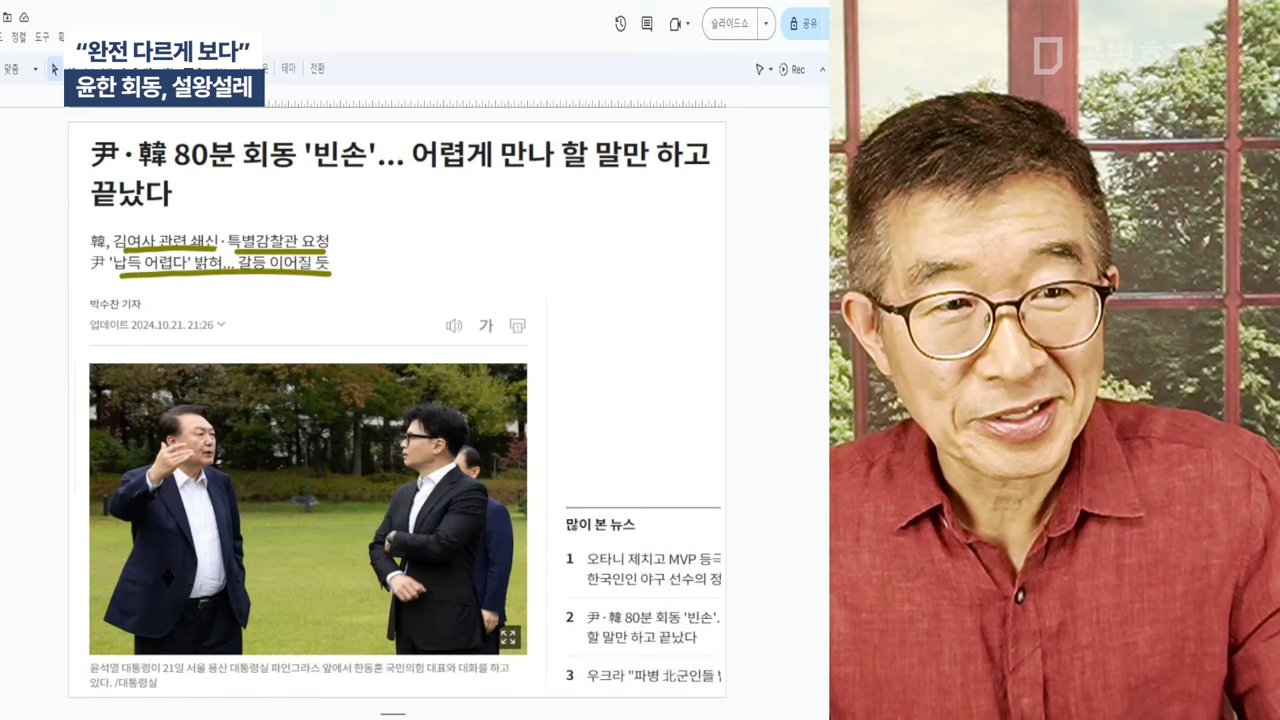 정렬 도구
슬라이드쇼
공유
맞춤
테마 전환
Rec
“완전 다르게 보다”
윤한 회동, 설왕설레
尹·韓 80분 회동 '빈손'... 어렵게 만나 할 말만 하고
끝났다
韓, 김여사 관련 쇄신·특별감찰관 요청
尹 '납득 어렵다' 밝혀... 갈등 이어질 듯
박수찬 기자
업데이트 2024.10.21. 21:26
가
윤석열 대통령이 21일 서울 용산 대통령실 파인그라스 앞에서 한동훈 국민의힘 대표와 대화를 하고
있다. /대통령실
많이 본 뉴스
1 오타니 제치고 MVP
한국인인 야구 선수의
2 尹·韓 80분 회동 '빈손'.
할 말만 하고 끝났다
3 우크라 "파병 北군인들